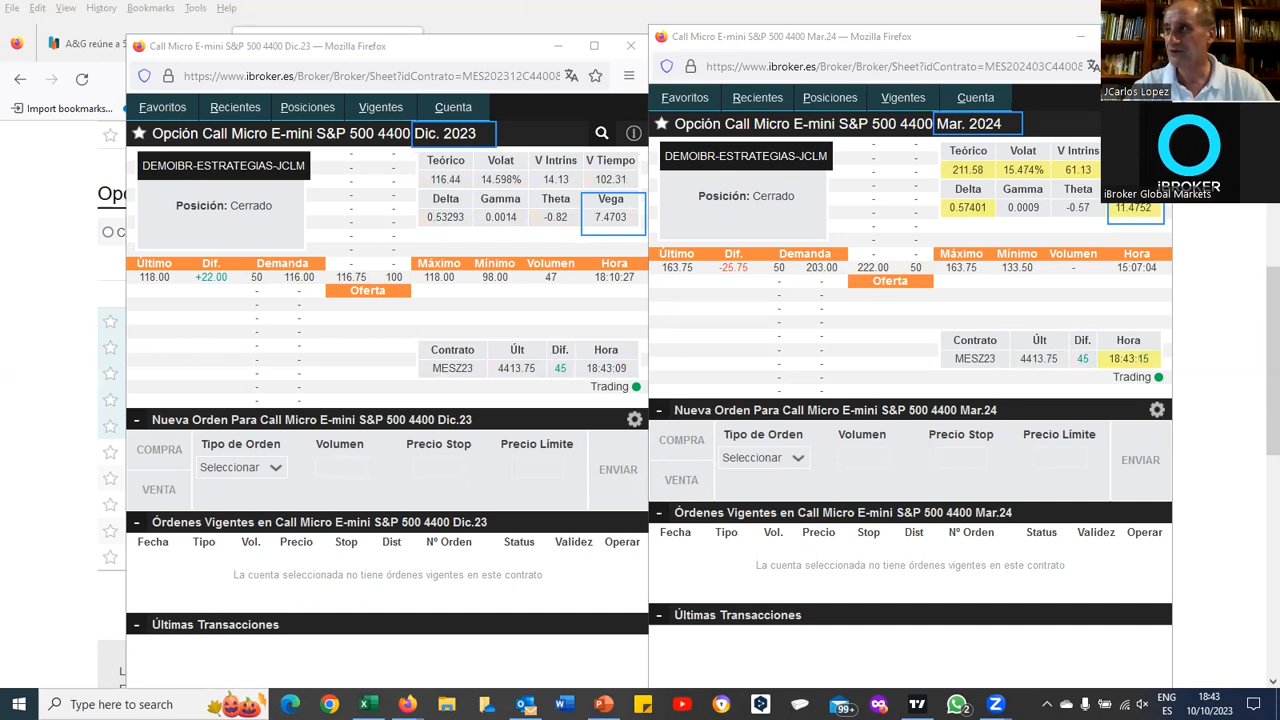 File Edit View History Bookmarks Tools Help
A&G reúne a 5
Import bookmarks...
Call Micro E-mini S&P 500 4400 Dic.23 — Mozilla Firefox
https://www.ibroker.es/Broker/Broker/Sheet?idContrato=MES202312C44008
Favoritos Recientes Posiciones Vigentes Cuenta
Opción Call Micro E-mini S&P 500 4400 Dic. 2023
DEMOIBR-ESTRATEGIAS-JCLM
Posición: Cerrado
Teórico Volat V Intrins V Tiempo
116.44 14.598% 14.13 102.31
Delta Gamma Theta Vega
0.53293 0.0014 -0.82 7.4703
Último Dif. Demanda Máximo Mínimo Volumen Hora
118.00 +22.00 50 116.00 116.75 100 118.00 98.00 47 18:10:27
Oferta
Contrato Últ Dif. Hora
MESZ23 4413.75 45 18:43:09
Trading
- Nueva Orden Para Call Micro E-mini S&P 500 4400 Dic.23
COMPRA Tipo de Orden Volumen Precio Stop Precio Límite
Seleccionar ENVIAR
VENTA
- Órdenes Vigentes en Call Micro E-mini S&P 500 4400 Dic.23
Fecha Tipo Vol. Precio Stop Dist Nº Orden Status Validez Operar
La cuenta seleccionada no tiene órdenes vigentes en este contrato
- Últimas Transacciones
Call Micro E-mini S&P 500 4400 Mar.24 — Mozilla Firefox
https://www.ibroker.es/Broker/Broker/Sheet?idContrato=MES202403C44008
Favoritos Recientes Posiciones Vigentes Cuenta
Opción Call Micro E-mini S&P 500 4400 Mar. 2024
DEMOIBR-ESTRATEGIAS-JCLM
Posición: Cerrado
Teórico Volat V Intrins
211.58 15.474% 61.13
Delta Gamma Theta
0.57401 0.0009 -0.57 11.4752
Último Dif. Demanda Máximo Mínimo Volumen Hora
163.75 -25.75 50 203.00 222.00 50 163.75 133.50 - 15:07:04
Oferta
Contrato Últ Dif. Hora
MESZ23 4413.75 45 18:43:15
Trading
- Nueva Orden Para Call Micro E-mini S&P 500 4400 Mar.24
COMPRA Tipo de Orden Volumen Precio Stop Precio Límite
Seleccionar ENVIAR
VENTA
- Órdenes Vigentes en Call Micro E-mini S&P 500 4400 Mar.24
Fecha Tipo Vol. Precio Stop Dist Nº Orden Status Validez Operar
La cuenta seleccionada no tiene órdenes vigentes en este contrato
- Últimas Transacciones
JCarlos Lopez
iBROKER
iBroker Global Markets
Type here to search
99+
2
ENG
ES
18:43
10/10/2023